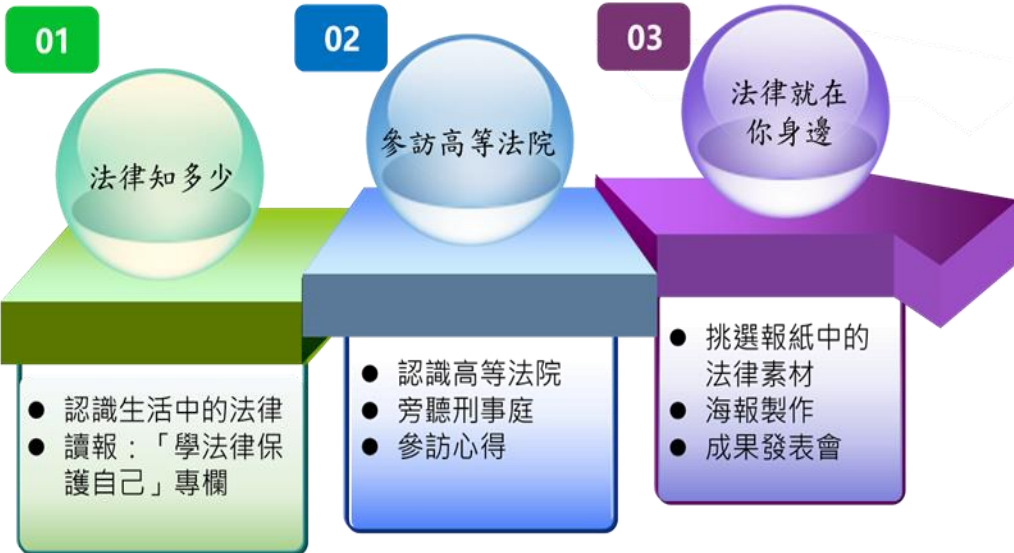 01
法律知多少
● 認識生活中的法律
● 讀報：「學法律保
護自己」專欄
02
參訪高等法院
● 認識高等法院
● 旁聽刑事庭
● 參訪心得
03
法律就在
你身邊
● 挑選報紙中的
法律素材
● 海報製作
● 成果發表會